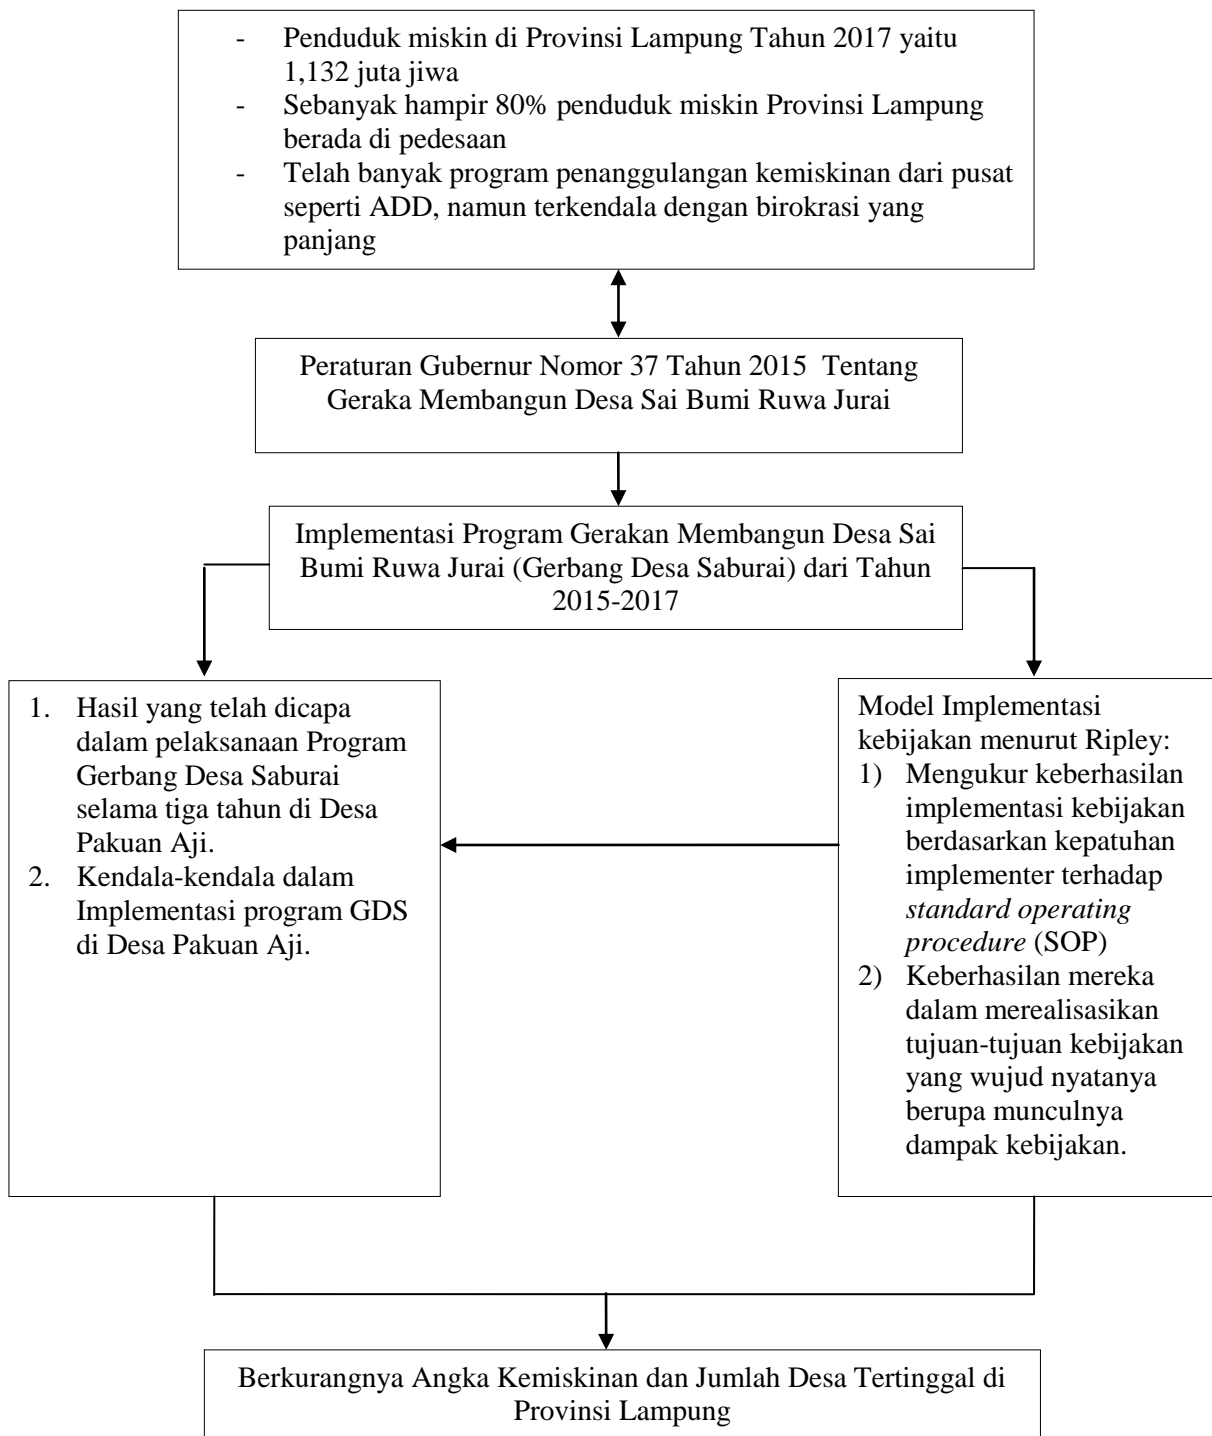 - Penduduk miskin di Provinsi Lampung Tahun 2017 yaitu
1,132 juta jiwa
- Sebanyak hampir 80% penduduk miskin Provinsi Lampung
berada di pedesaan
- Telah banyak program penanggulangan kemiskinan dari pusat
seperti ADD, namun terkendala dengan birokrasi yang
panjang
Peraturan Gubernur Nomor 37 Tahun 2015 Tentang
Geraka Membangun Desa Sai Bumi Ruwa Jurai
Implementasi Program Gerakan Membangun Desa Sai
Bumi Ruwa Jurai (Gerbang Desa Saburai) dari Tahun
2015-2017
1. Hasil yang telah dicapa
dalam pelaksanaan Program
Gerbang Desa Saburai
selama tiga tahun di Desa
Pakuan Aji.
2. Kendala-kendala dalam
Implementasi program GDS
di Desa Pakuan Aji.
Model Implementasi
kebijakan menurut Ripley:
1) Mengukur keberhasilan
implementasi kebijakan
berdasarkan kepatuhan
implementer terhadap
standard operating
procedure (SOP)
2) Keberhasilan mereka
dalam merealisasikan
tujuan-tujuan kebijakan
yang wujud nyatanya
berupa munculnya
dampak kebijakan.
Berkurangnya Angka Kemiskinan dan Jumlah Desa Tertinggal di
Provinsi Lampung